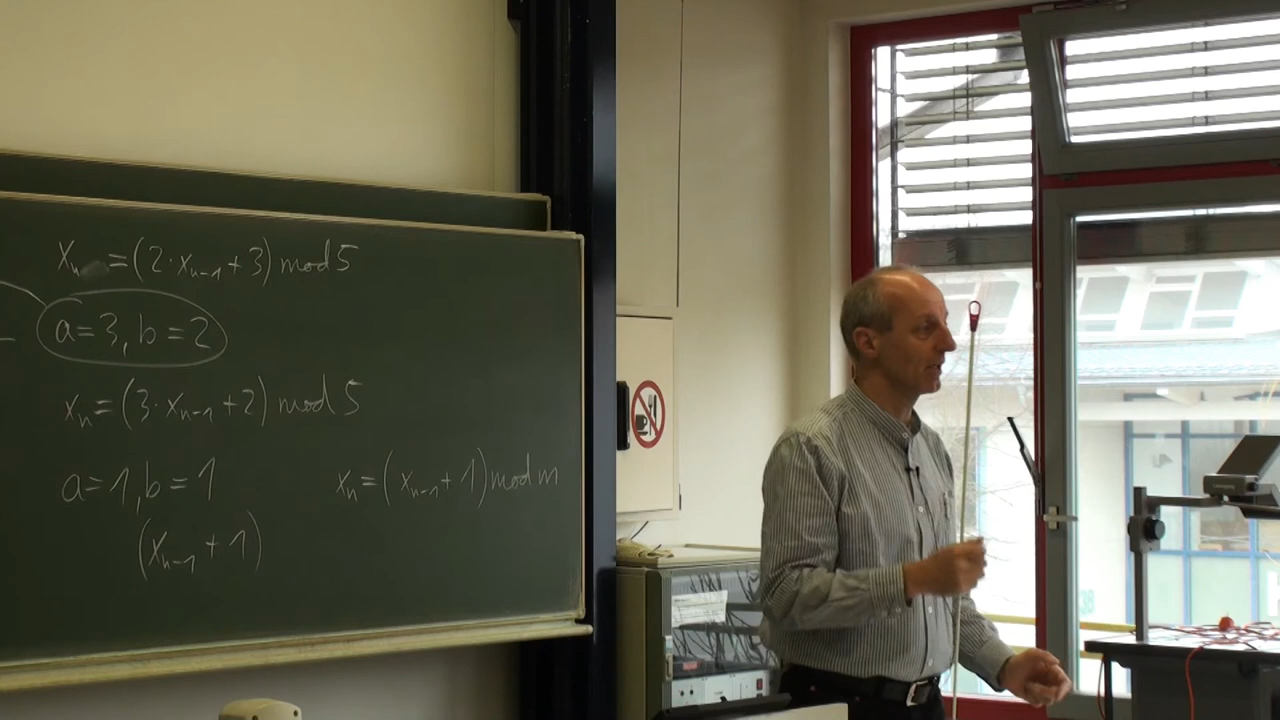 xₙ = (2·xₙ₋₁+3) mod 5
a=3, b=2
xₙ = (3·xₙ₋₁+2) mod 5
a=1, b=1 xₙ = (xₙ₋₁+1) mod m
(xₙ₋₁+1)